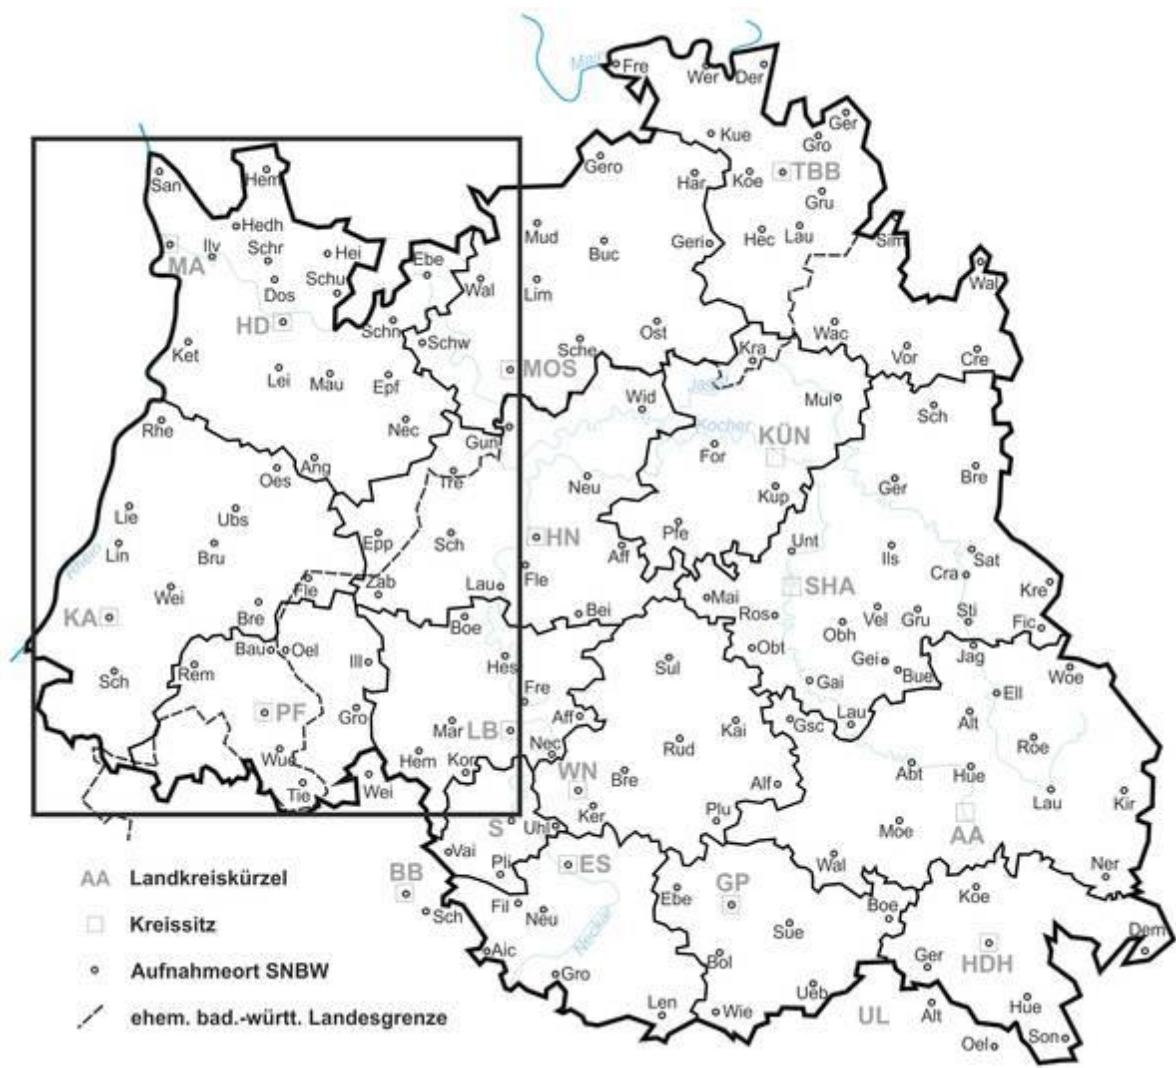 Main
Fre
Wer
Der
Ger
Gro
Kue
Gero
Har
Koe
TBB
San
Hem
Gru
Hedh
Mud
Hec
Lau
Sim
Ilv
Schr
Hei
Ebe
Buc
Geri
MA
Schu
Wal
Lim
Wal
Dos
HD
Schn
Schw
Ost
Wac
Ket
Sche
Kra
Vor
Cre
Lei
Mau
Epf
MOS
Jagst
Wid
Mul
Sch
Rhe
Nec
Gun
Kocher
KÜN
For
Oes
Ang
Tre
Neu
Ger
Bre
Kup
Lie
Ubs
Pfe
Lin
Bru
Epp
Sch
HN
Aff
Unt
Ils
Sat
Rhein
Fle
Zab
Lau
Fle
Cra
Wei
SHA
Kre
KA
Bre
Boe
Bei
Mai
Ros
Vel
Gru
Sti
Obh
Fic
Bau
Oel
Hes
Obt
Jag
Rem
Ill
Sul
Gei
Bue
Woe
Sch
Fre
Gai
Ell
PF
Gro
Mar
LB
Aff
Kai
Gsc
Lau
Alt
Wue
Hem
Kor
Nec
Rud
Roe
Tie
Wei
WN
Bre
Alf
Abt
Hue
Lau
Kir
Ker
Plu
S
Uhl
Moe
AA
Vai
Pli
Wal
Ner
BB
ES
GP
AA Landkreiskürzel
Kreissitz
Aufnahmeort SNBW
ehem. bad.-württ. Landesgrenze
Sch
Fil
Neu
Ebe
Boe
Koe
Neckar
Sue
Dem
Aic
Bol
Ger
HDH
Gro
Ueb
Len
Wie
UL
Alt
Hue
Oel
Son